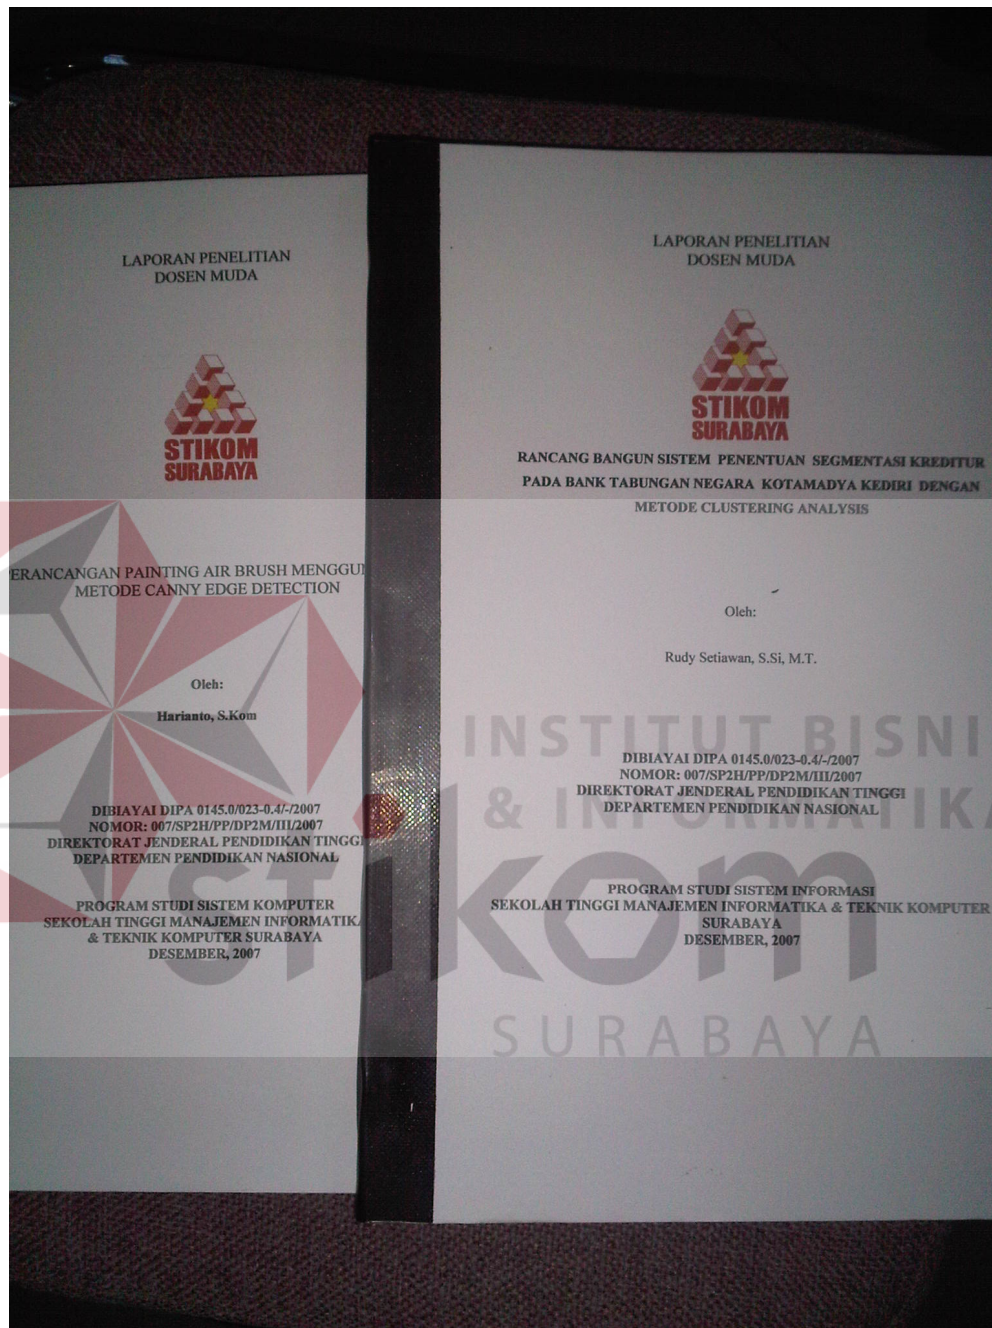 LAPORAN PENELITIAN
DOSEN MUDA
STIKOM
SURABAYA
ERANCANGAN PAINTING AIR BRUSH MENGGU
METODE CANNY EDGE DETECTION
Oleh:
Harianto, S.Kom
DIBIAYAI DIPA 0145.0/023-0.4/-/2007
NOMOR: 007/SP2H/PP/DP2M/III/2007
DIREKTORAT JENDERAL PENDIDIKAN TINGGI
DEPARTEMEN PENDIDIKAN NASIONAL
PROGRAM STUDI SISTEM KOMPUTER
SEKOLAH TINGGI MANAJEMEN INFORMATIKA
& TEKNIK KOMPUTER SURABAYA
DESEMBER, 2007
LAPORAN PENELITIAN
DOSEN MUDA
STIKOM
SURABAYA
RANCANG BANGUN SISTEM PENENTUAN SEGMENTASI KREDITUR
PADA BANK TABUNGAN NEGARA KOTAMADYA KEDIRI DENGAN
METODE CLUSTERING ANALYSIS
Oleh:
Rudy Setiawan, S.Si, M.T.
DIBIAYAI DIPA 0145.0/023-0.4/-/2007
NOMOR: 007/SP2H/PP/DP2M/III/2007
DIREKTORAT JENDERAL PENDIDIKAN TINGGI
DEPARTEMEN PENDIDIKAN NASIONAL
PROGRAM STUDI SISTEM INFORMASI
SEKOLAH TINGGI MANAJEMEN INFORMATIKA & TEKNIK KOMPUTER
SURABAYA
DESEMBER, 2007
INSTITUT BISNI
& INFORMATIKA
stikom
SURABAYA